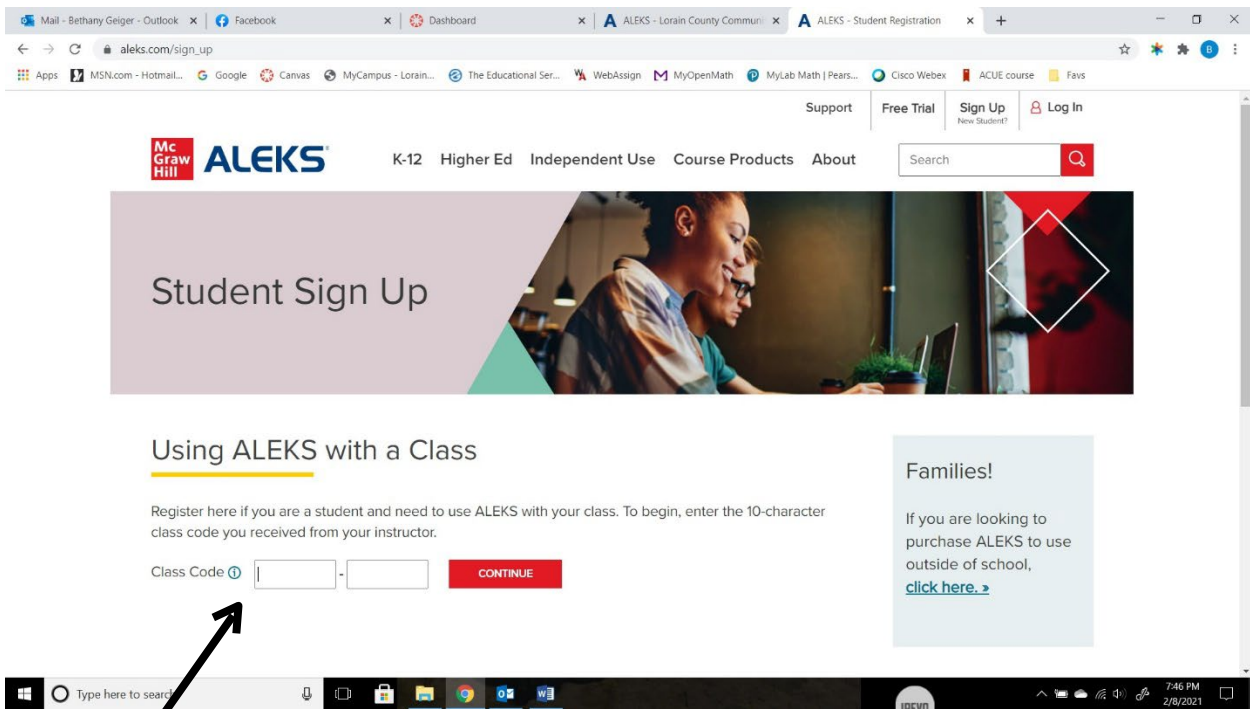 Mail - Bethany Geiger - Outlook
Facebook
Dashboard
ALEKS - Lorain County Communi
ALEKS - Student Registration
aleks.com/sign_up
B
Apps
MSN.com - Hotmail...
Google
Canvas
MyCampus - Lorain...
The Educational Ser...
WebAssign
MyOpenMath
MyLab Math | Pears...
Cisco Webex
ACUE course
Favs
Support
Free Trial
Sign Up
New Student?
Log In
Mc
Graw
Hill
ALEKS
K-12 Higher Ed Independent Use Course Products About
Search
Student Sign Up
Using ALEKS with a Class
Register here if you are a student and need to use ALEKS with your class. To begin, enter the 10-character
class code you received from your instructor.
Class Code
-
CONTINUE
Families!
If you are looking to
purchase ALEKS to use
outside of school,
click here. »
Type here to search
7:46 PM
2/8/2021